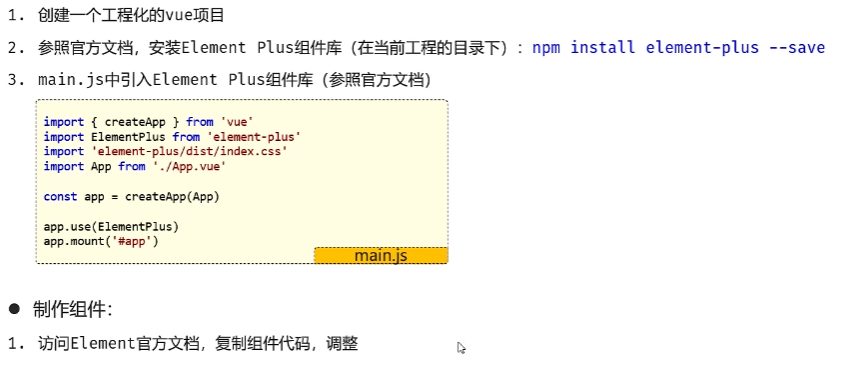 1. 创建一个工程化的vue项目
2. 参照官方文档，安装Element Plus组件库（在当前工程的目录下）：npm install element-plus --save
3. main.js中引入Element Plus组件库（参照官方文档）
import { createApp } from 'vue'
import ElementPlus from 'element-plus'
import 'element-plus/dist/index.css'
import App from './App.vue'
const app = createApp(App)
app.use(ElementPlus)
app.mount('#app')
main.js
● 制作组件：
1. 访问Element官方文档，复制组件代码，调整